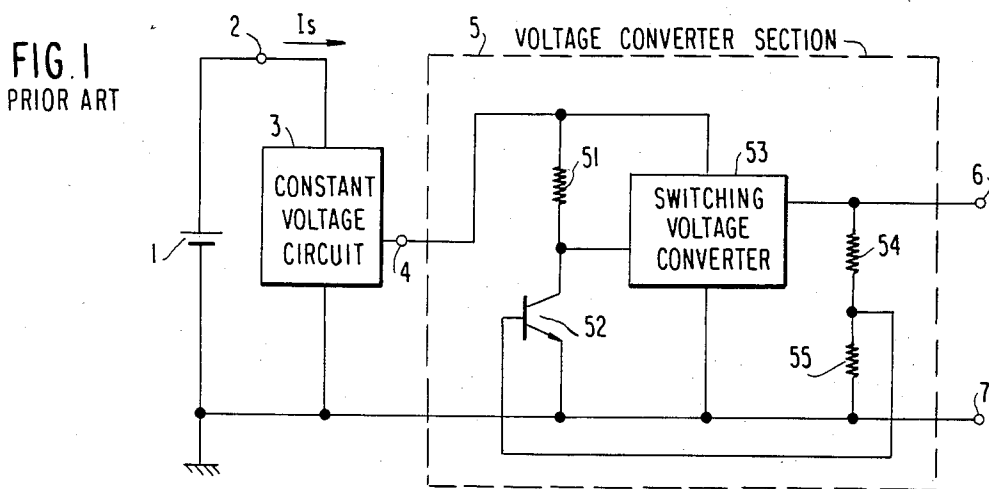 FIG.1
PRIOR ART
2
Is
5
VOLTAGE CONVERTER SECTION
3
CONSTANT
VOLTAGE
CIRCUIT
1
4
51
53
SWITCHING
VOLTAGE
CONVERTER
6
54
52
55
7